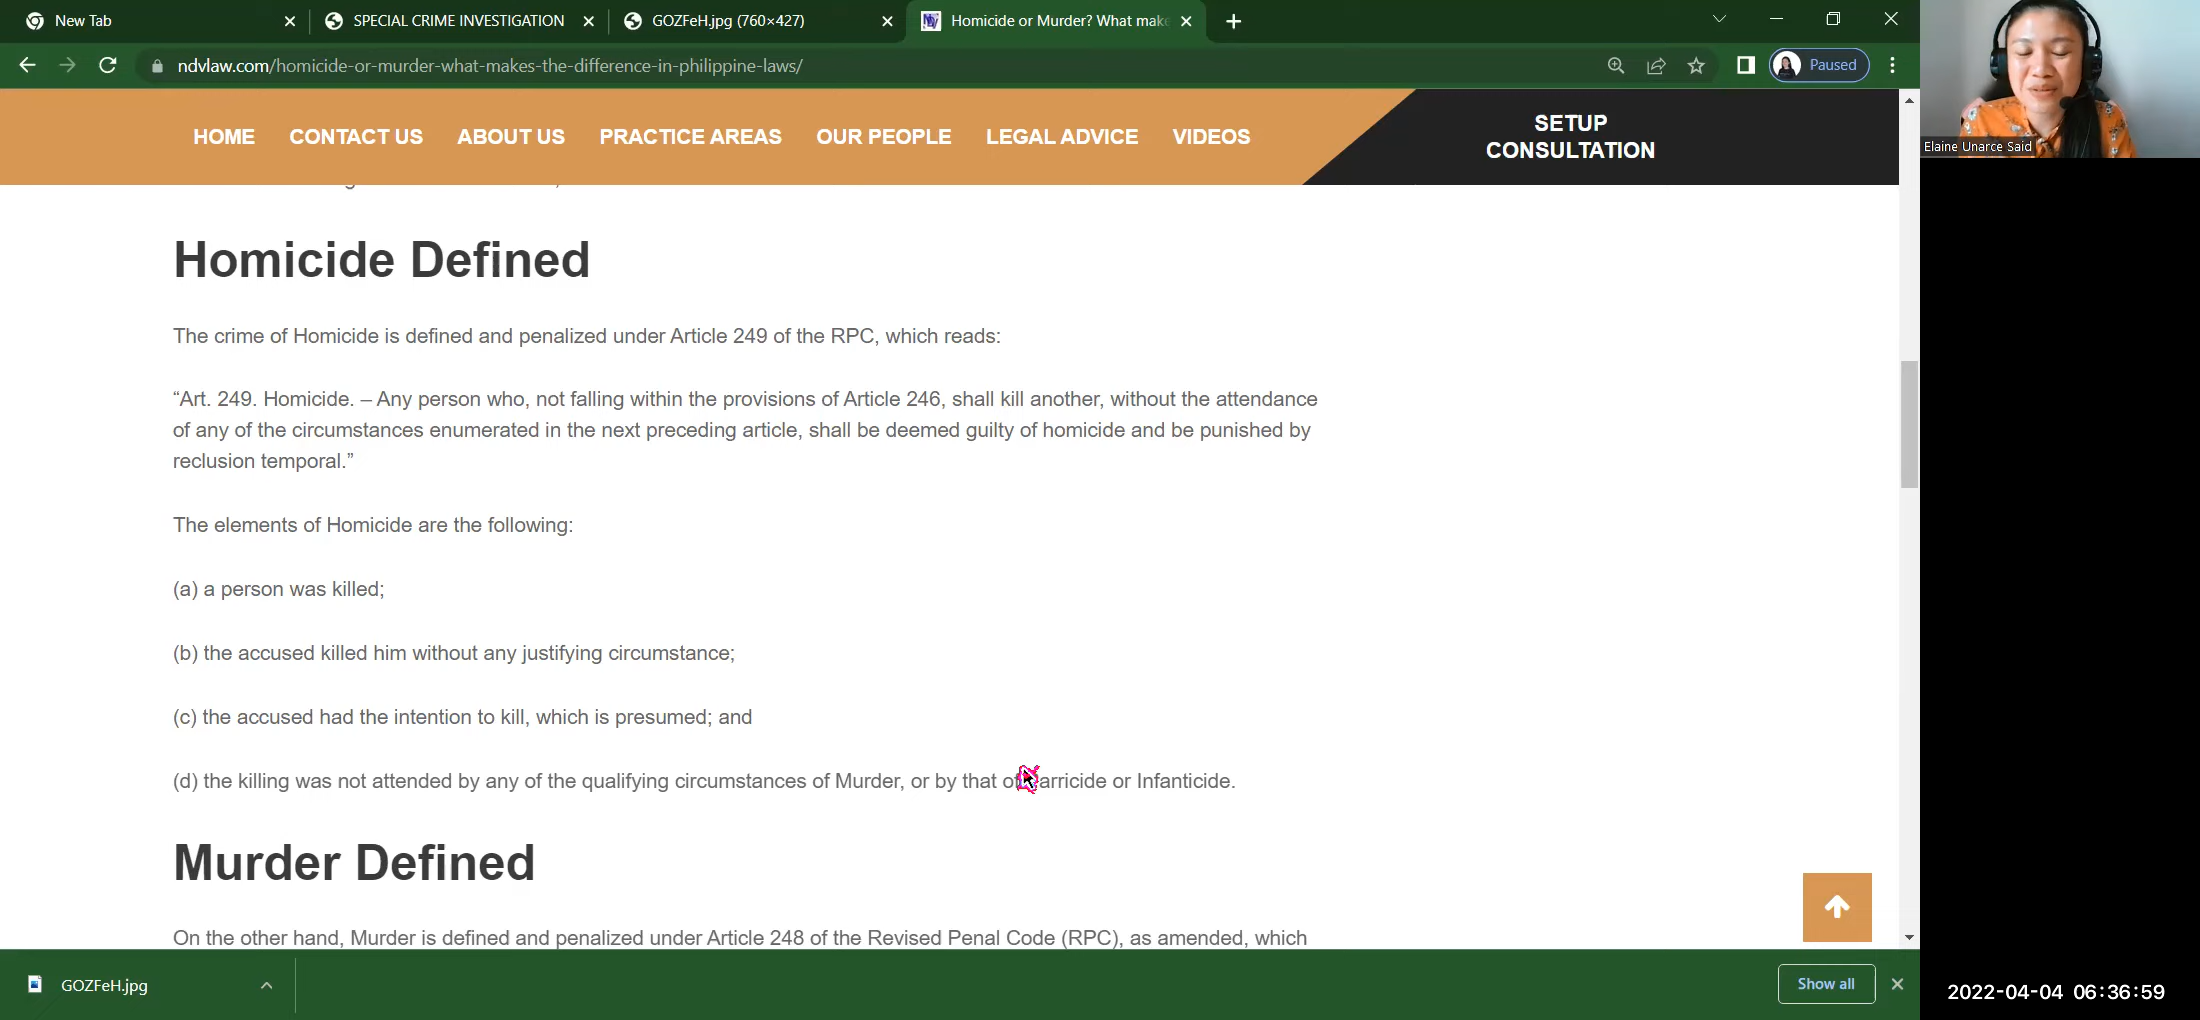 New Tab
SPECIAL CRIME INVESTIGATION
GOZFeH.jpg (760×427)
Homicide or Murder? What make
ndvlaw.com/homicide-or-murder-what-makes-the-difference-in-philippine-laws/
Paused
HOME CONTACT US ABOUT US PRACTICE AREAS OUR PEOPLE LEGAL ADVICE VIDEOS
SETUP
CONSULTATION
Elaine Unarce Said
Homicide Defined
The crime of Homicide is defined and penalized under Article 249 of the RPC, which reads:
“Art. 249. Homicide. – Any person who, not falling within the provisions of Article 246, shall kill another, without the attendance
of any of the circumstances enumerated in the next preceding article, shall be deemed guilty of homicide and be punished by
reclusion temporal.”
The elements of Homicide are the following:
(a) a person was killed;
(b) the accused killed him without any justifying circumstance;
(c) the accused had the intention to kill, which is presumed; and
(d) the killing was not attended by any of the qualifying circumstances of Murder, or by that of Parricide or Infanticide.
Murder Defined
On the other hand, Murder is defined and penalized under Article 248 of the Revised Penal Code (RPC), as amended, which
GOZFeH.jpg
Show all
2022-04-04 06:36:59